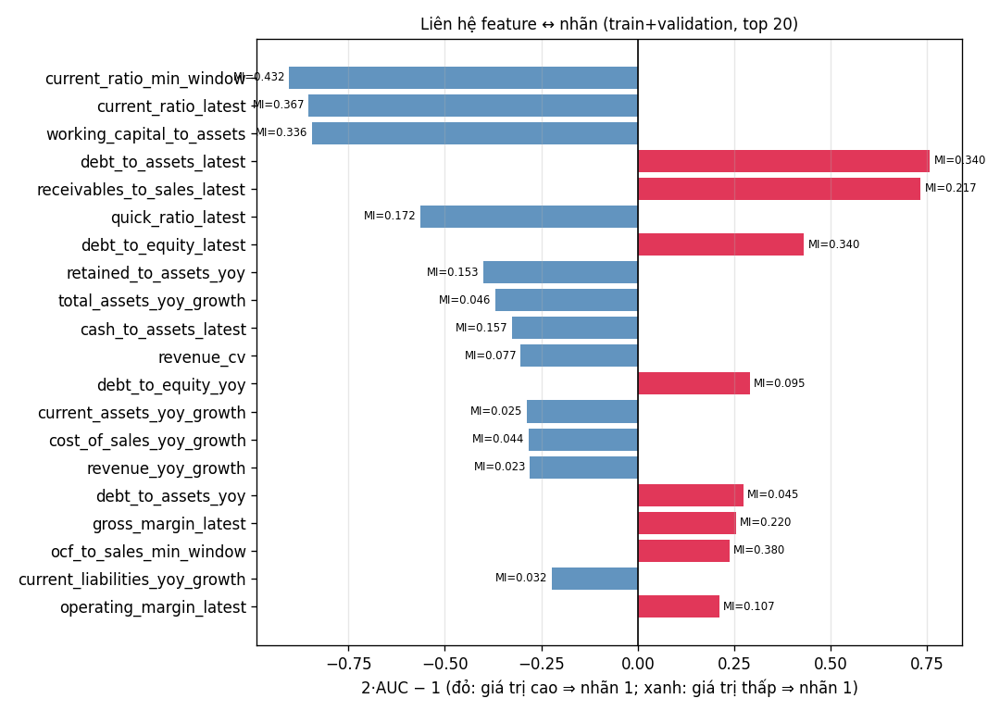 Liên hệ feature ↔ nhãn (train+validation, top 20)
current_ratio_min_window MI=0.432
current_ratio_latest MI=0.367
working_capital_to_assets MI=0.336
debt_to_assets_latest MI=0.340
receivables_to_sales_latest MI=0.217
quick_ratio_latest MI=0.172
debt_to_equity_latest MI=0.340
retained_to_assets_yoy MI=0.153
total_assets_yoy_growth MI=0.046
cash_to_assets_latest MI=0.157
revenue_cv MI=0.077
debt_to_equity_yoy MI=0.095
current_assets_yoy_growth MI=0.025
cost_of_sales_yoy_growth MI=0.044
revenue_yoy_growth MI=0.023
debt_to_assets_yoy MI=0.045
gross_margin_latest MI=0.220
ocf_to_sales_min_window MI=0.380
current_liabilities_yoy_growth MI=0.032
operating_margin_latest MI=0.107
−0.75 −0.50 −0.25 0.00 0.25 0.50 0.75
2·AUC − 1 (đỏ: giá trị cao ⇒ nhãn 1; xanh: giá trị thấp ⇒ nhãn 1)